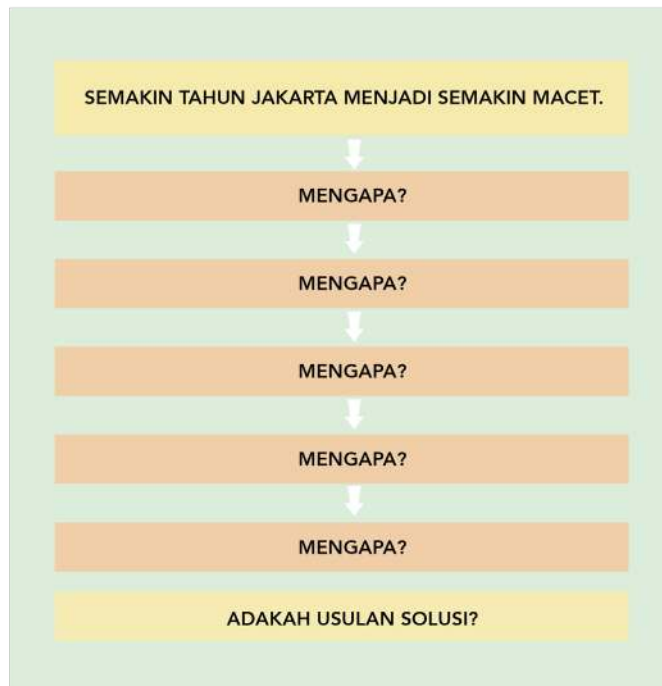 SEMAKIN TAHUN JAKARTA MENJADI SEMAKIN MACET.
MENGAPA?
MENGAPA?
MENGAPA?
MENGAPA?
MENGAPA?
ADAKAH USULAN SOLUSI?